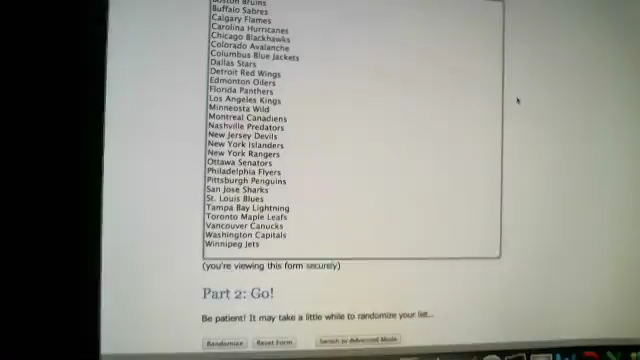 Boston Bruins
Buffalo Sabres
Calgary Flames
Carolina Hurricanes
Chicago Blackhawks
Colorado Avalanche
Columbus Blue Jackets
Dallas Stars
Detroit Red Wings
Edmonton Oilers
Florida Panthers
Los Angeles Kings
Minneosta Wild
Montreal Canadiens
Nashville Predators
New Jersey Devils
New York Islanders
New York Rangers
Ottawa Senators
Philadelphia Flyers
Pittsburgh Penguins
San Jose Sharks
St. Louis Blues
Tampa Bay Lightning
Toronto Maple Leafs
Vancouver Canucks
Washington Capitals
Winnipeg Jets
(you're viewing this form securely)
Part 2: Go!
Be patient! It may take a little while to randomize your list...
Randomize Reset Form Switch to Advanced Mode